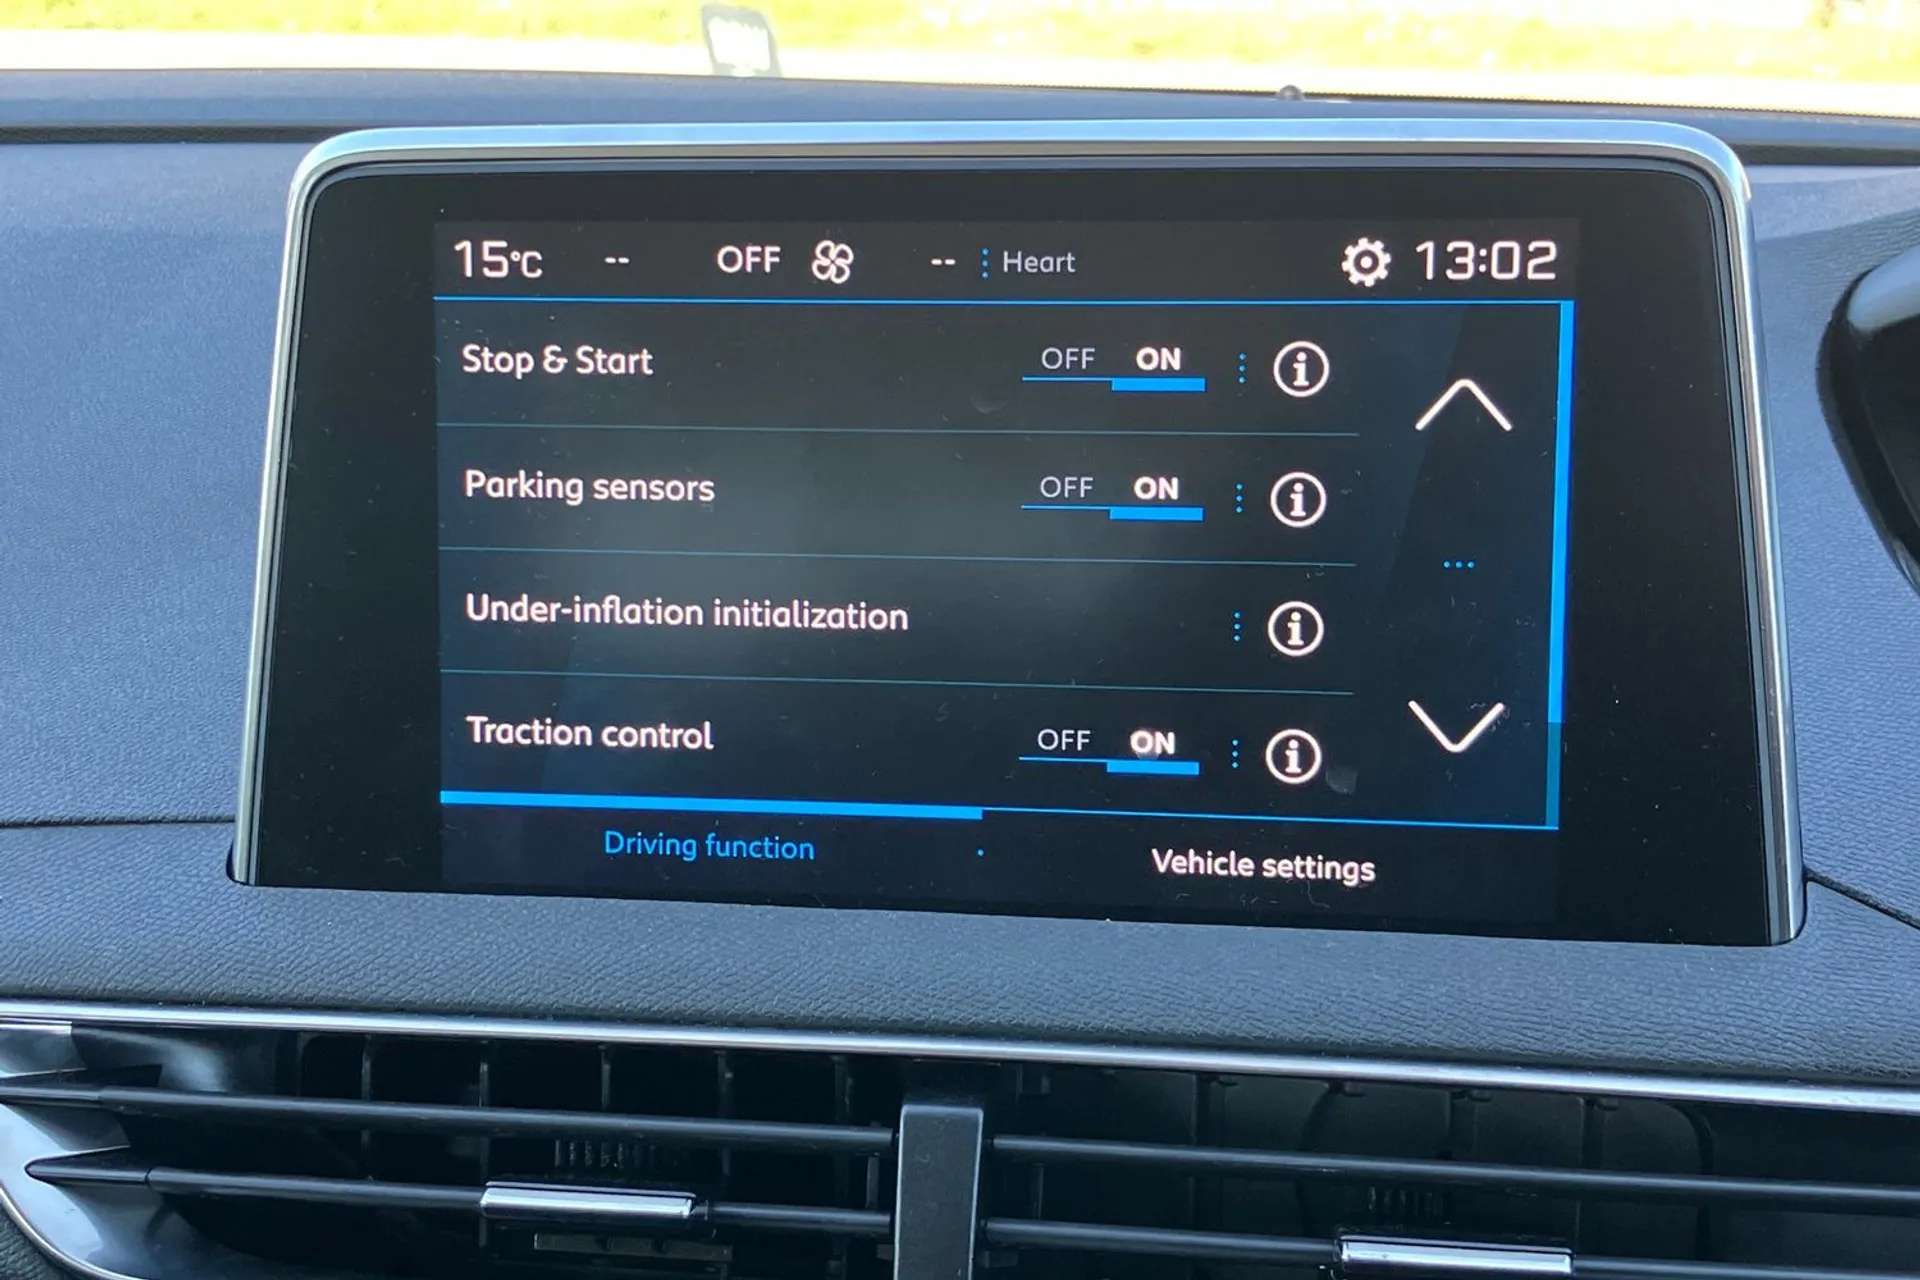 15°C -- OFF -- Heart 13:02
Stop & Start OFF ON i
Parking sensors OFF ON i
Under-inflation initialization i
Traction control OFF ON i
Driving function Vehicle settings